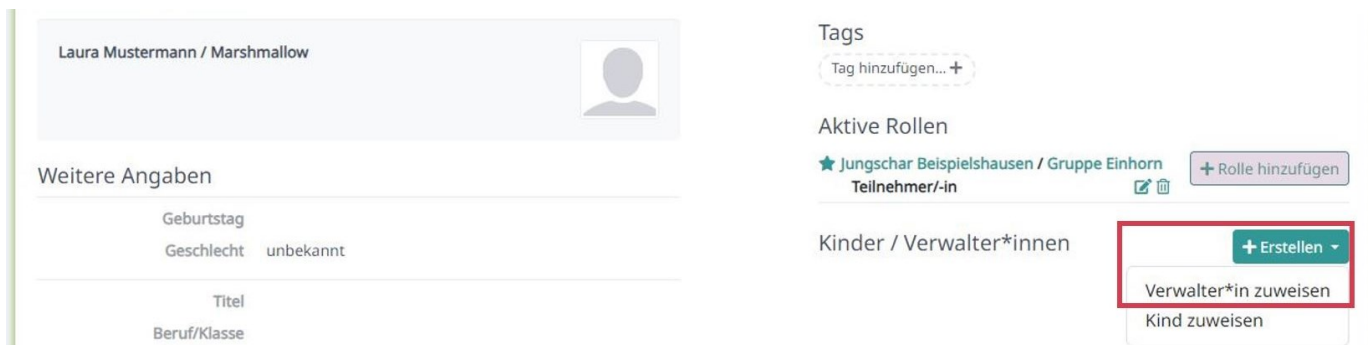 Laura Mustermann / Marshmallow
Weitere Angaben
Geburtstag
Geschlecht unbekannt
Titel
Beruf/Klasse
Tags
Tag hinzufügen... +
Aktive Rollen
Jungschar Beispielshausen / Gruppe Einhorn
Teilnehmer/-in
+ Rolle hinzufügen
Kinder / Verwalter*innen
+ Erstellen
Verwalter*in zuweisen
Kind zuweisen